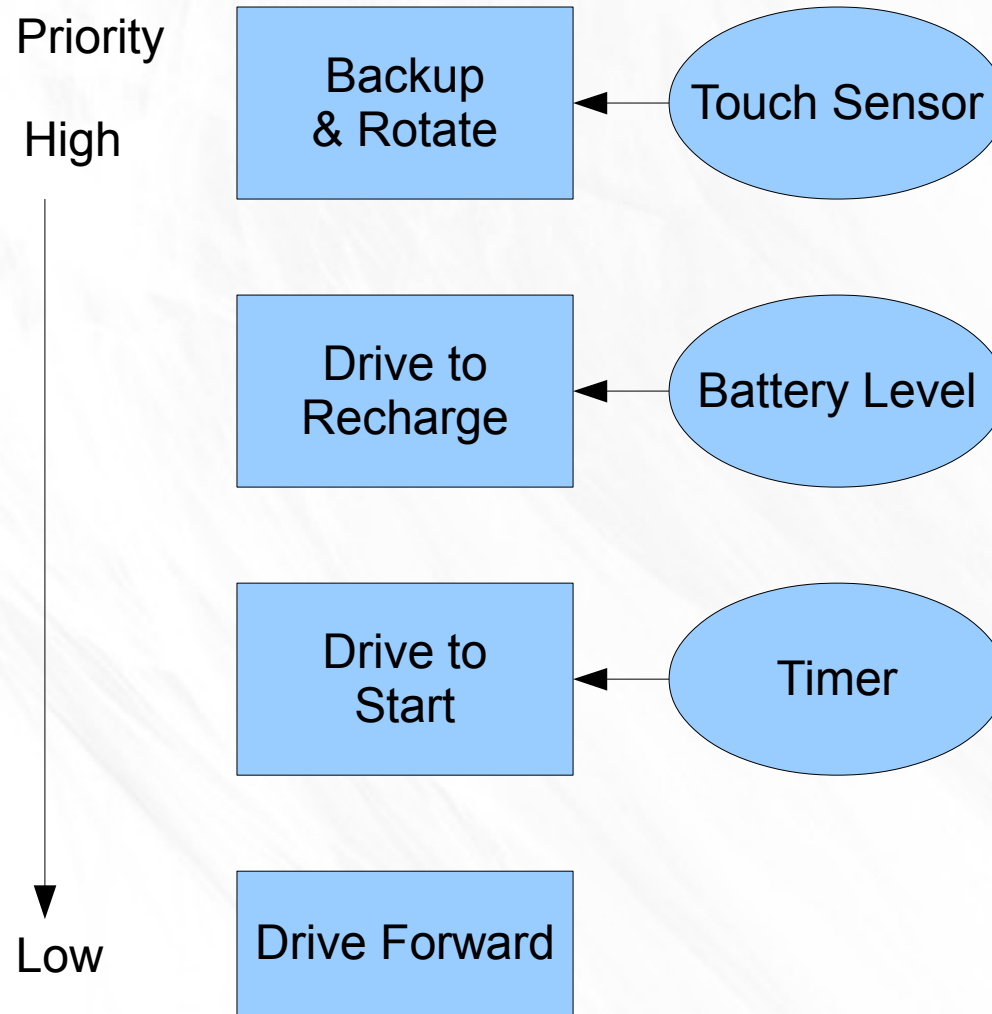 Priority
High
Backup
& Rotate
Touch Sensor
Drive to
Recharge
Battery Level
Drive to
Start
Timer
Low
Drive Forward